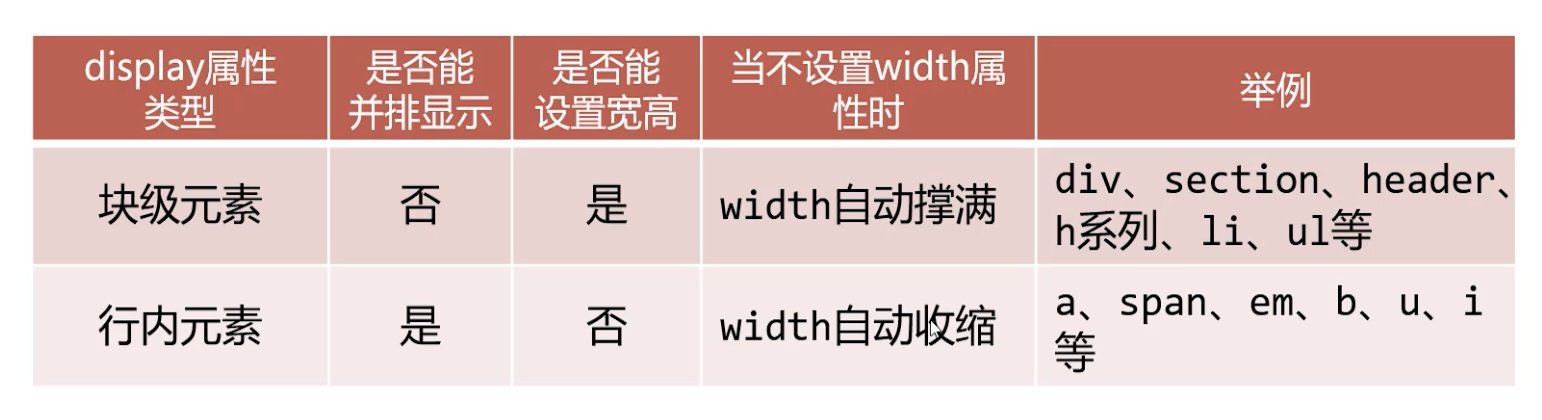 display属性
类型
是否能
并排显示
是否能
设置宽高
当不设置width属
性时
举例
块级元素
否
是
width自动撑满
div、section、header、
h系列、li、ul等
行内元素
是
否
width自动收缩
a、span、em、b、u、i
等